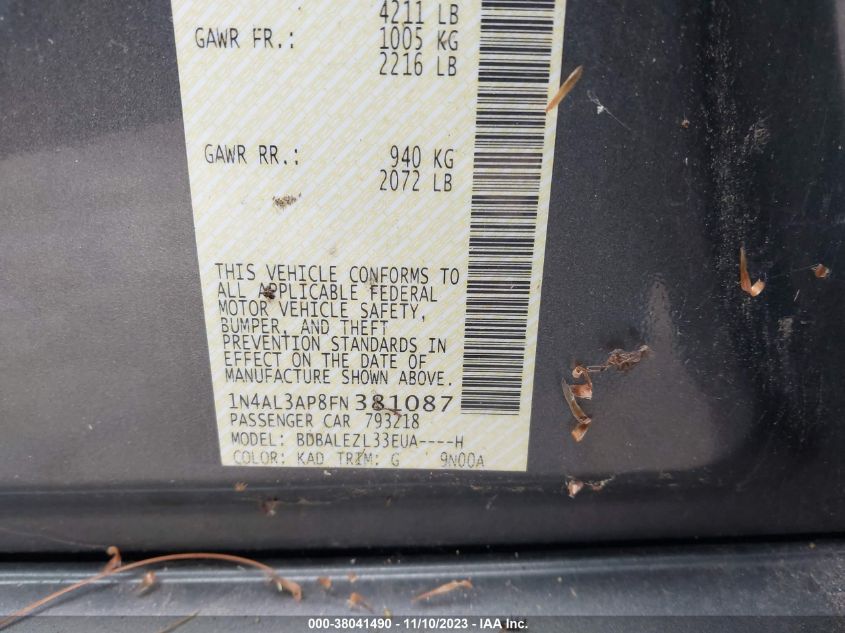 4211 LB
GAWR FR.: 1005 KG
2216 LB
GAWR RR.: 940 KG
2072 LB
THIS VEHICLE CONFORMS TO
ALL APPLICABLE FEDERAL
MOTOR VEHICLE SAFETY,
BUMPER, AND THEFT
PREVENTION STANDARDS IN
EFFECT ON THE DATE OF
MANUFACTURE SHOWN ABOVE.
1N4AL3AP8FN381087
PASSENGER CAR 793218
MODEL: BDBALEZL33EUA----H
COLOR: KAD TRIM: G 9N00A
000-38041490 - 11/10/2023 - IAA Inc.